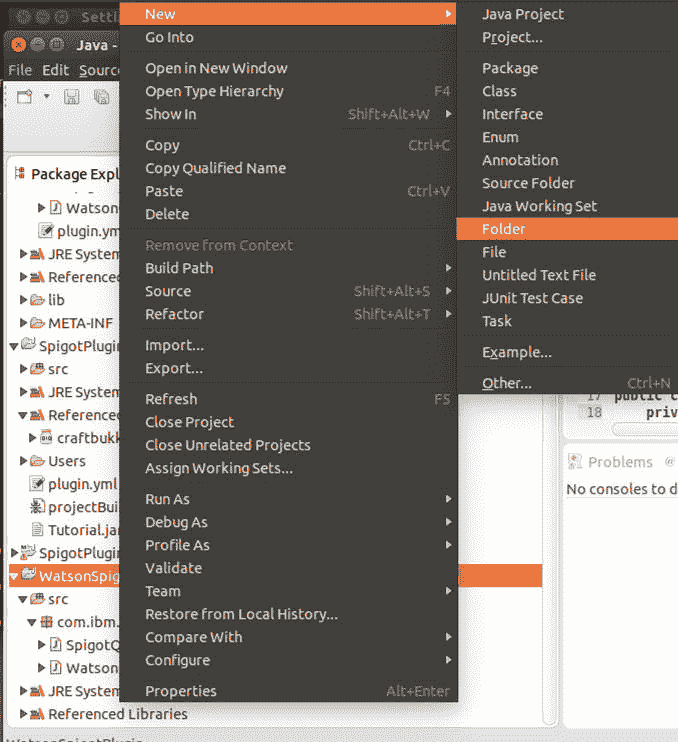 Setti
Java -
File Edit Sourc
Package Expl
Watson
plugin.ym
JRE System
Referenced
lib
META-INF
SpigotPlugin
src
JRE System
Referenced
craftbukk
Users
plugin.yml
projectBuil
Tutorial.jar
SpigotPlugin
WatsonSpig
src
com.ibm.
SpigotQ
Watson
JRE System
Referenced Libraries
New
Go Into
Open in New Window
Open Type Hierarchy F4
Show In Shift+Alt+W
Copy Ctrl+C
Copy Qualified Name
Paste Ctrl+V
Delete
Remove from Context
Build Path
Source Shift+Alt+S
Refactor Shift+Alt+T
Import...
Export...
Refresh F5
Close Project
Close Unrelated Projects
Assign Working Sets...
Run As
Debug As
Profile As
Validate
Team
Restore from Local History...
Compare With
Configure
Properties Alt+Enter
Java Project
Project...
Package
Class
Interface
Enum
Annotation
Source Folder
Java Working Set
Folder
File
Untitled Text File
JUnit Test Case
Task
Example...
Other... Ctrl+N
17 public c
18 priv
Problems @
No consoles to d